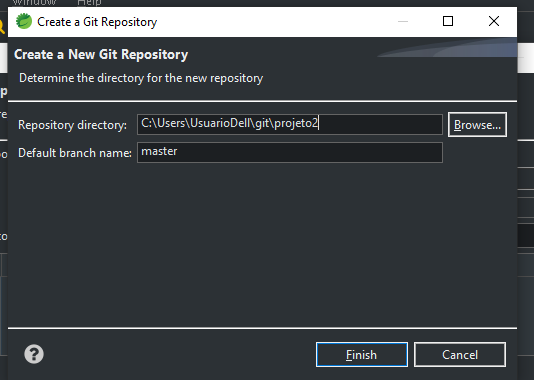 Window
Help
Create a Git Repository
Create a New Git Repository
Determine the directory for the new repository
Repository directory:
C:\Users\UsuarioDell\git\projeto2
Browse...
Default branch name:
master
?
Finish
Cancel